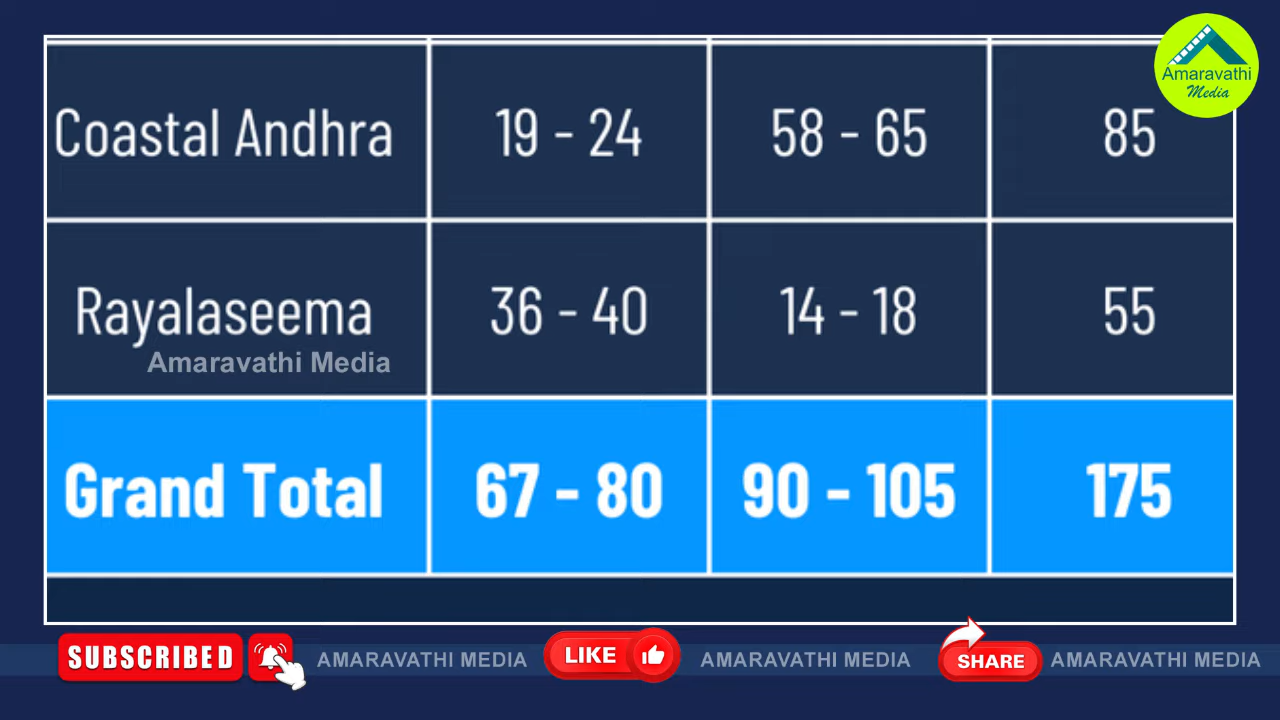 Amaravathi
Media
Coastal Andhra 19 - 24 58 - 65 85
Rayalaseema 36 - 40 14 - 18 55
Amaravathi Media
Grand Total 67 - 80 90 - 105 175
SUBSCRIBED AMARAVATHI MEDIA LIKE AMARAVATHI MEDIA SHARE AMARAVATHI MEDIA